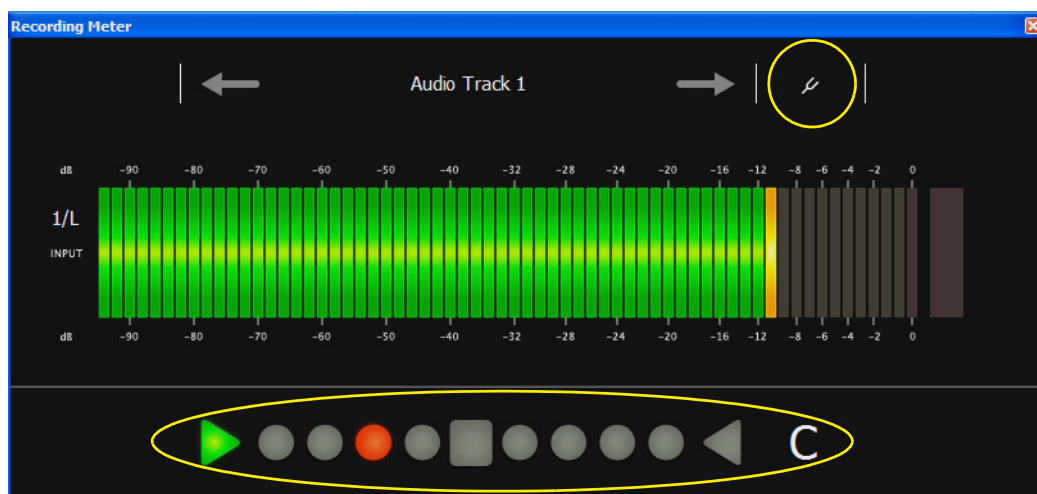 Recording Meter
Audio Track 1
dB -90 -80 -70 -60 -50 -40 -32 -28 -24 -20 -16 -12 -8 -6 -4 -2 0
1/L
INPUT
dB -90 -80 -70 -60 -50 -40 -32 -28 -24 -20 -16 -12 -8 -6 -4 -2 0
C